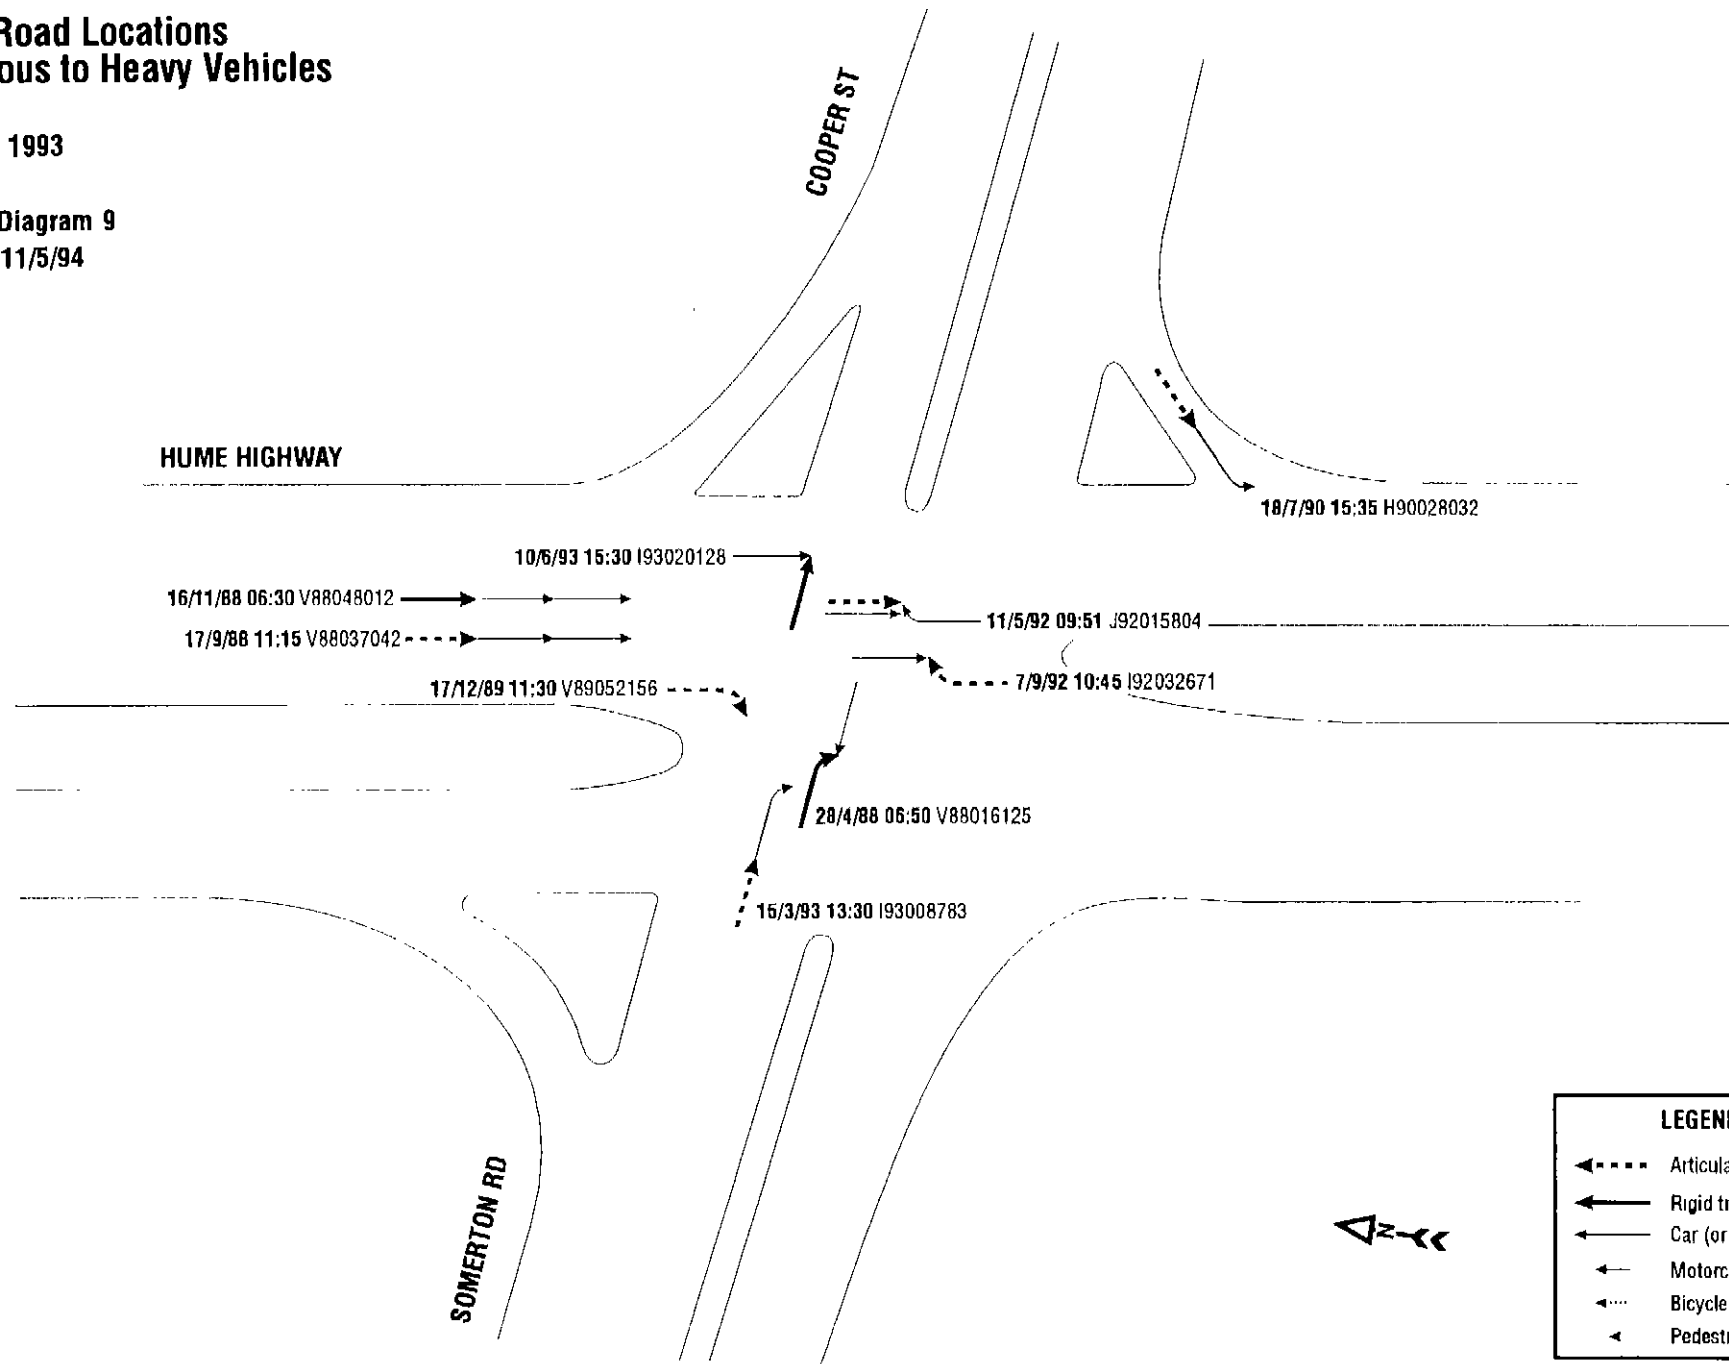 Road Locations
ous to Heavy Vehicles
1993
Diagram 9
11/5/94
COOPER ST
HUME HIGHWAY
18/7/90 15:35 H90028032
10/6/93 15:30 I93020128
16/11/88 06:30 V88048012
11/5/92 09:51 J92015804
17/9/88 11:15 V88037042
7/9/92 10:45 I92032671
17/12/89 11:30 V89052156
28/4/88 06:50 V88016125
15/3/93 13:30 I93008783
SOMERTON RD
N
LEGEN
Articula
Rigid tr
Car (or
Motorc
Bicycle
Pedestr